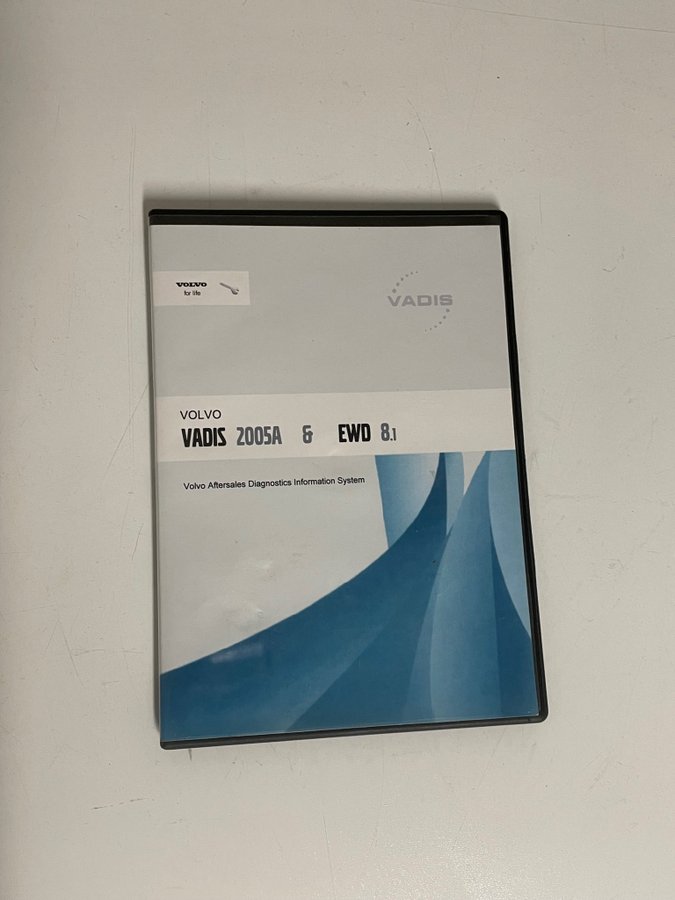 VOLVO
for life
VADIS
VOLVO
VADIS 2005A & EWD 8.1
Volvo Aftersales Diagnostics Information System